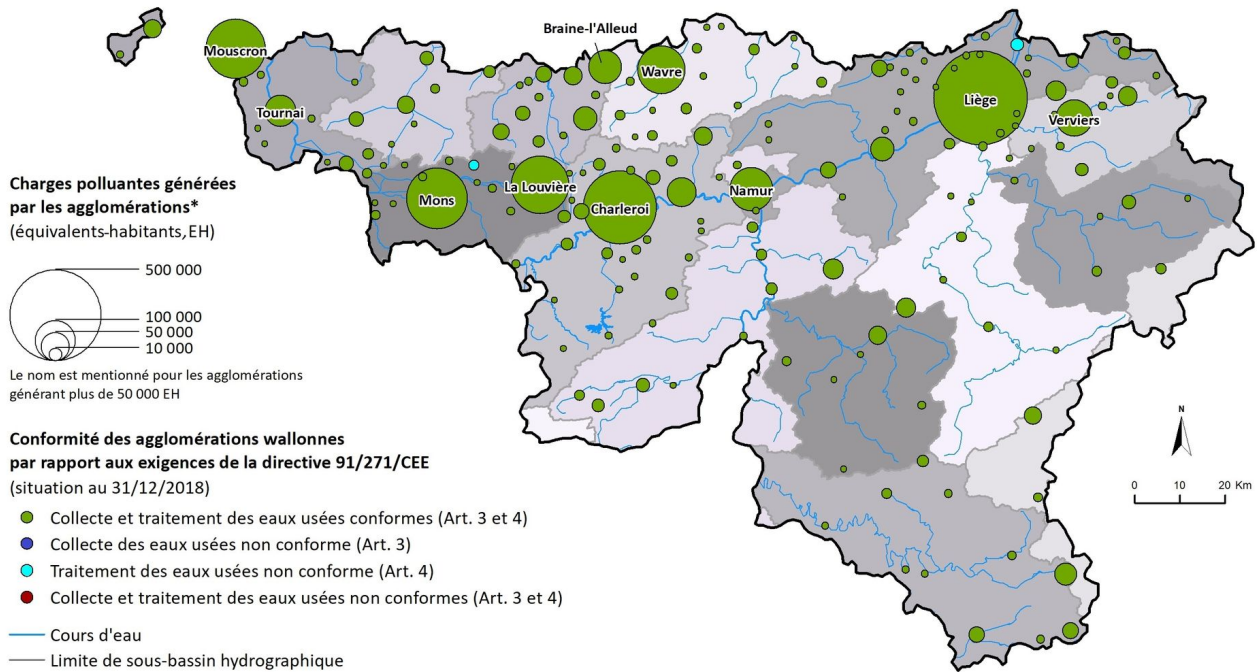 Braine-l'Alleud
Mouscron
Wavre
Tournai
Liège
Verviers
Mons
La Louvière
Charleroi
Namur
Charges polluantes générées
par les agglomérations*
(équivalents-habitants, EH)
500 000
100 000
50 000
10 000
Le nom est mentionné pour les agglomérations
générant plus de 50 000 EH
Conformité des agglomérations wallonnes
par rapport aux exigences de la directive 91/271/CEE
(situation au 31/12/2018)
Collecte et traitement des eaux usées conformes (Art. 3 et 4)
Collecte des eaux usées non conforme (Art. 3)
Traitement des eaux usées non conforme (Art. 4)
Collecte et traitement des eaux usées non conformes (Art. 3 et 4)
Cours d'eau
Limite de sous-bassin hydrographique
N
0 10 20 Km